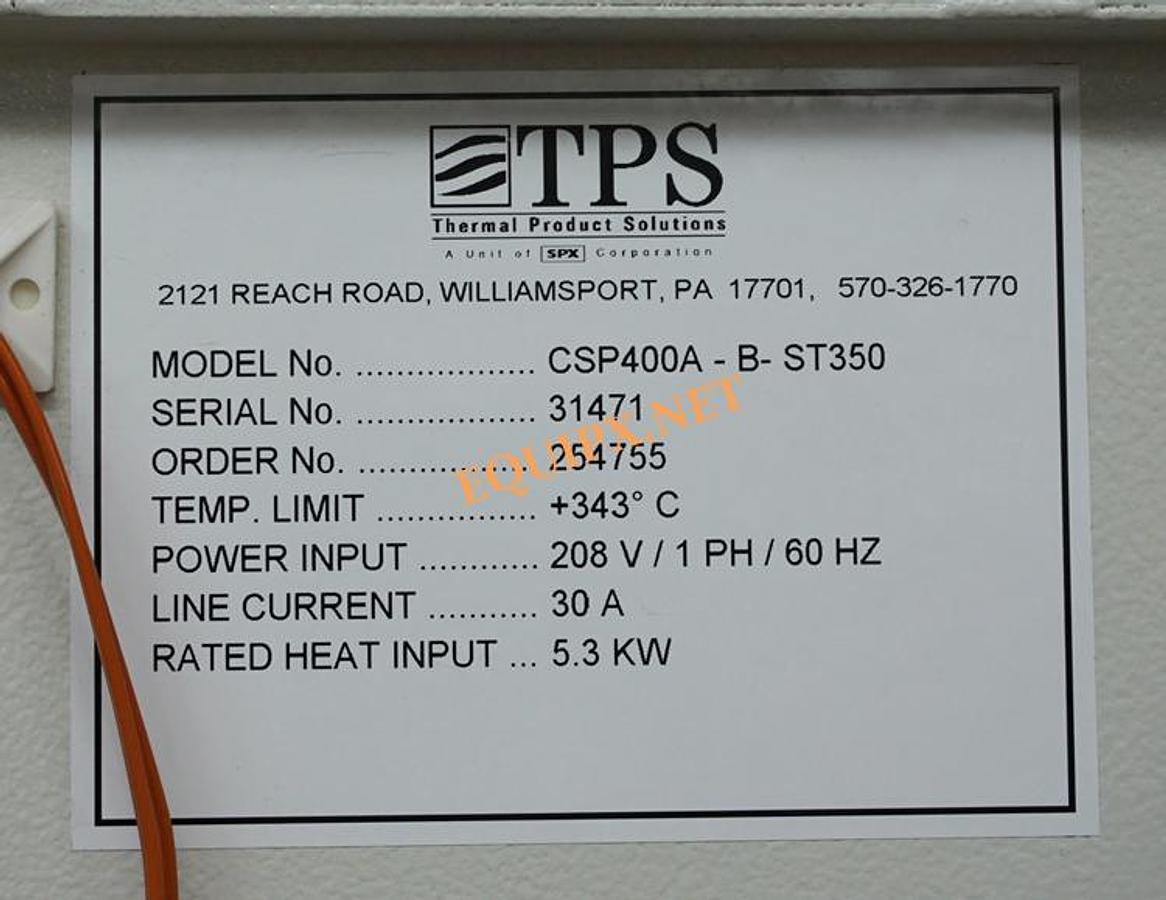 TPS
Thermal Product Solutions
A Unit of SPX Corporation
2121 REACH ROAD, WILLIAMSPORT, PA 17701, 570-326-1770
MODEL No. .................. CSP400A - B- ST350
SERIAL No. .................. 31471
ORDER No. .................. 254755
TEMP. LIMIT ................ +343° C
POWER INPUT ............ 208 V / 1 PH / 60 HZ
LINE CURRENT ........... 30 A
RATED HEAT INPUT ... 5.3 KW
EQUIPX.NET